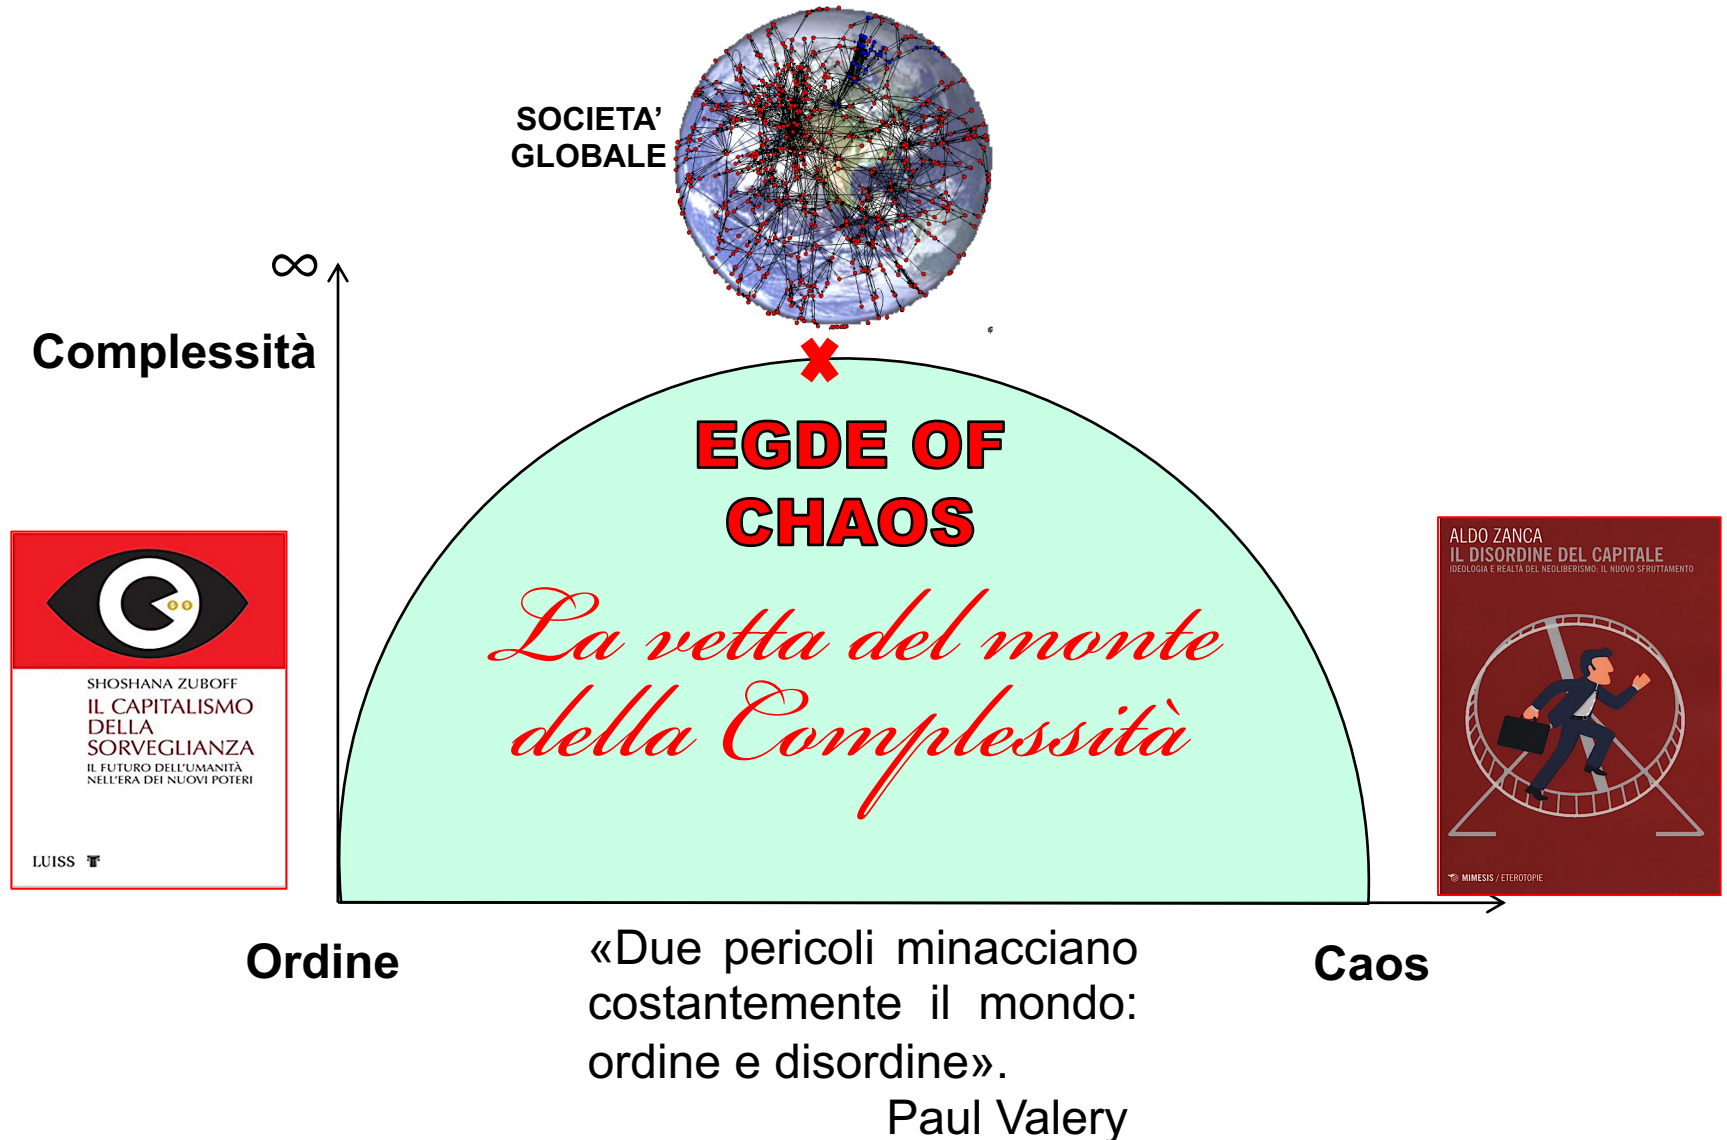 SOCIETA’
GLOBALE
∞
Complessità
EGDE OF
CHAOS
La vetta del monte
della Complessità
SHOSHANA ZUBOFF
IL CAPITALISMO
DELLA
SORVEGLIANZA
IL FUTURO DELL'UMANITÀ
NELL'ERA DEI NUOVI POTERI
LUISS
ALDO ZANCA
IL DISORDINE DEL CAPITALE
IDEOLOGIA E REALTÀ DEL NEOLIBERISMO: IL NUOVO SFRUTTAMENTO
MIMESIS / ETEROTOPIE
Ordine
Caos
«Due pericoli minacciano
costantemente il mondo:
ordine e disordine».
Paul Valery